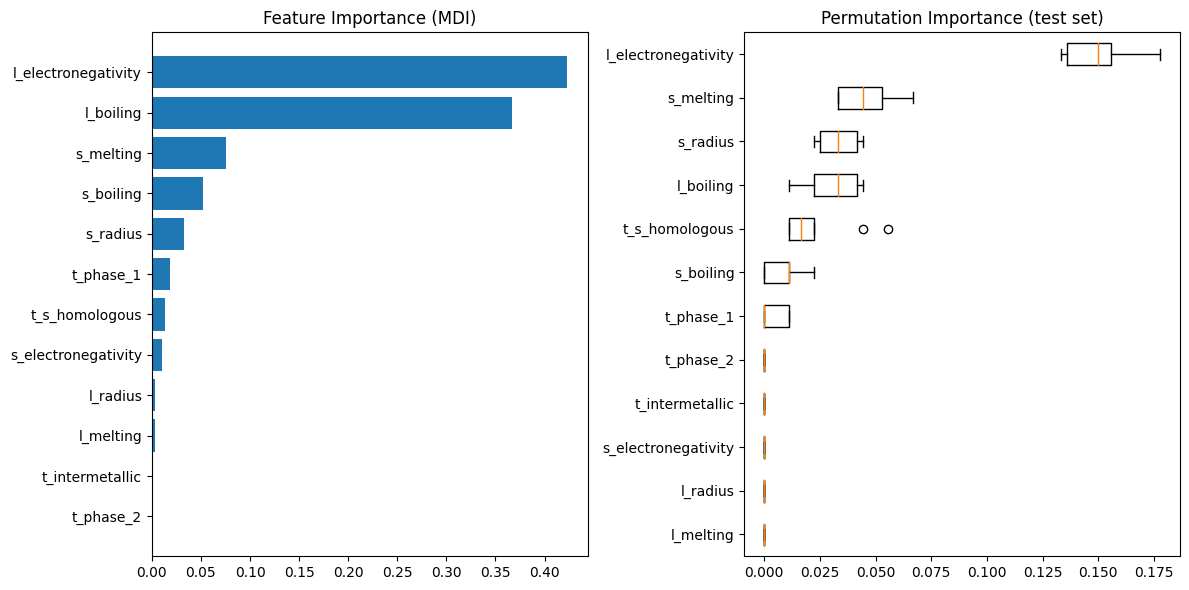 Feature Importance (MDI)
l_electronegativity
l_boiling
s_melting
s_boiling
s_radius
t_phase_1
t_s_homologous
s_electronegativity
l_radius
l_melting
t_intermetallic
t_phase_2
0.00 0.05 0.10 0.15 0.20 0.25 0.30 0.35 0.40
Permutation Importance (test set)
l_electronegativity
s_melting
s_radius
l_boiling
t_s_homologous
s_boiling
t_phase_1
t_phase_2
t_intermetallic
s_electronegativity
l_radius
l_melting
0.000 0.025 0.050 0.075 0.100 0.125 0.150 0.175